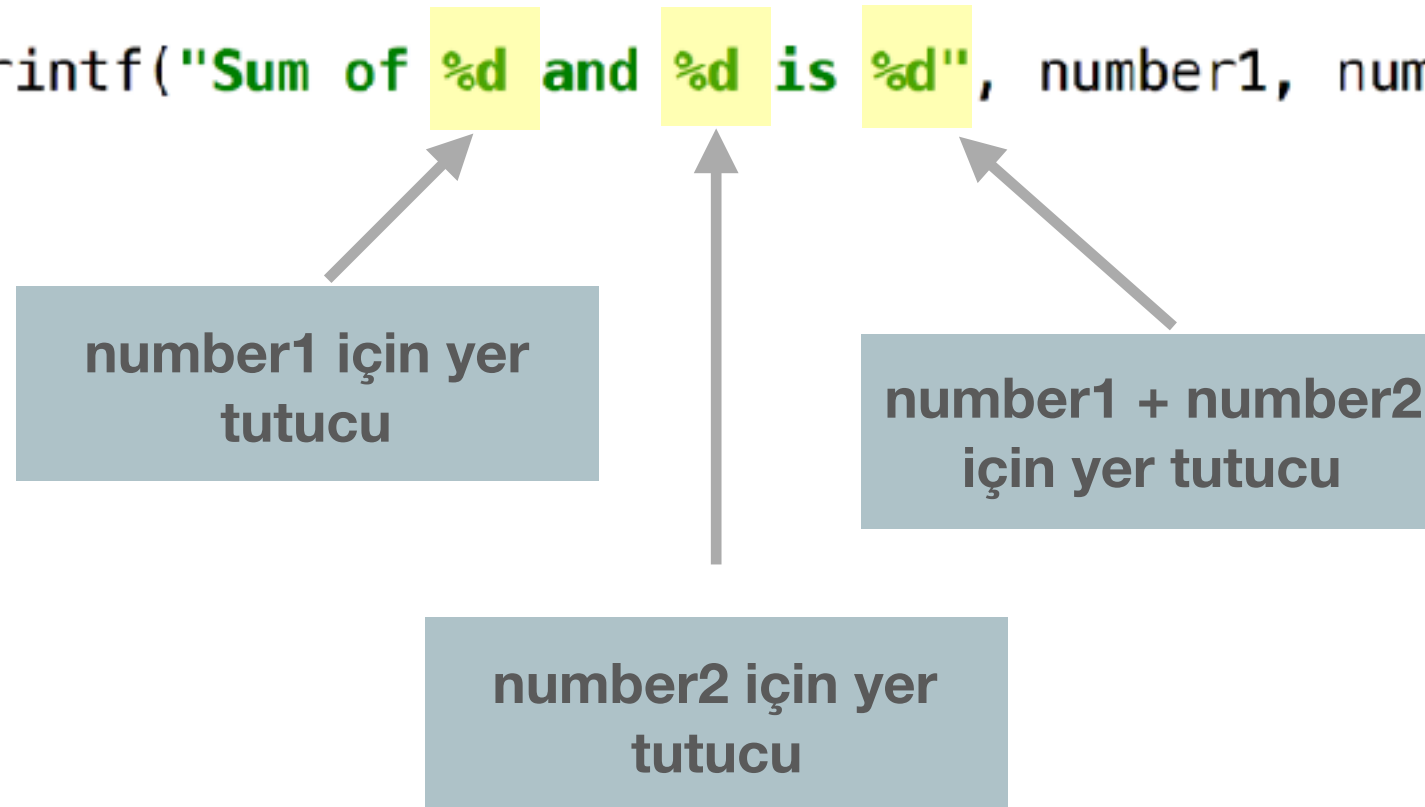 rintf("Sum of %d and %d is %d", number1, num
number1 için yer
tutucu
number1 + number2
için yer tutucu
number2 için yer
tutucu